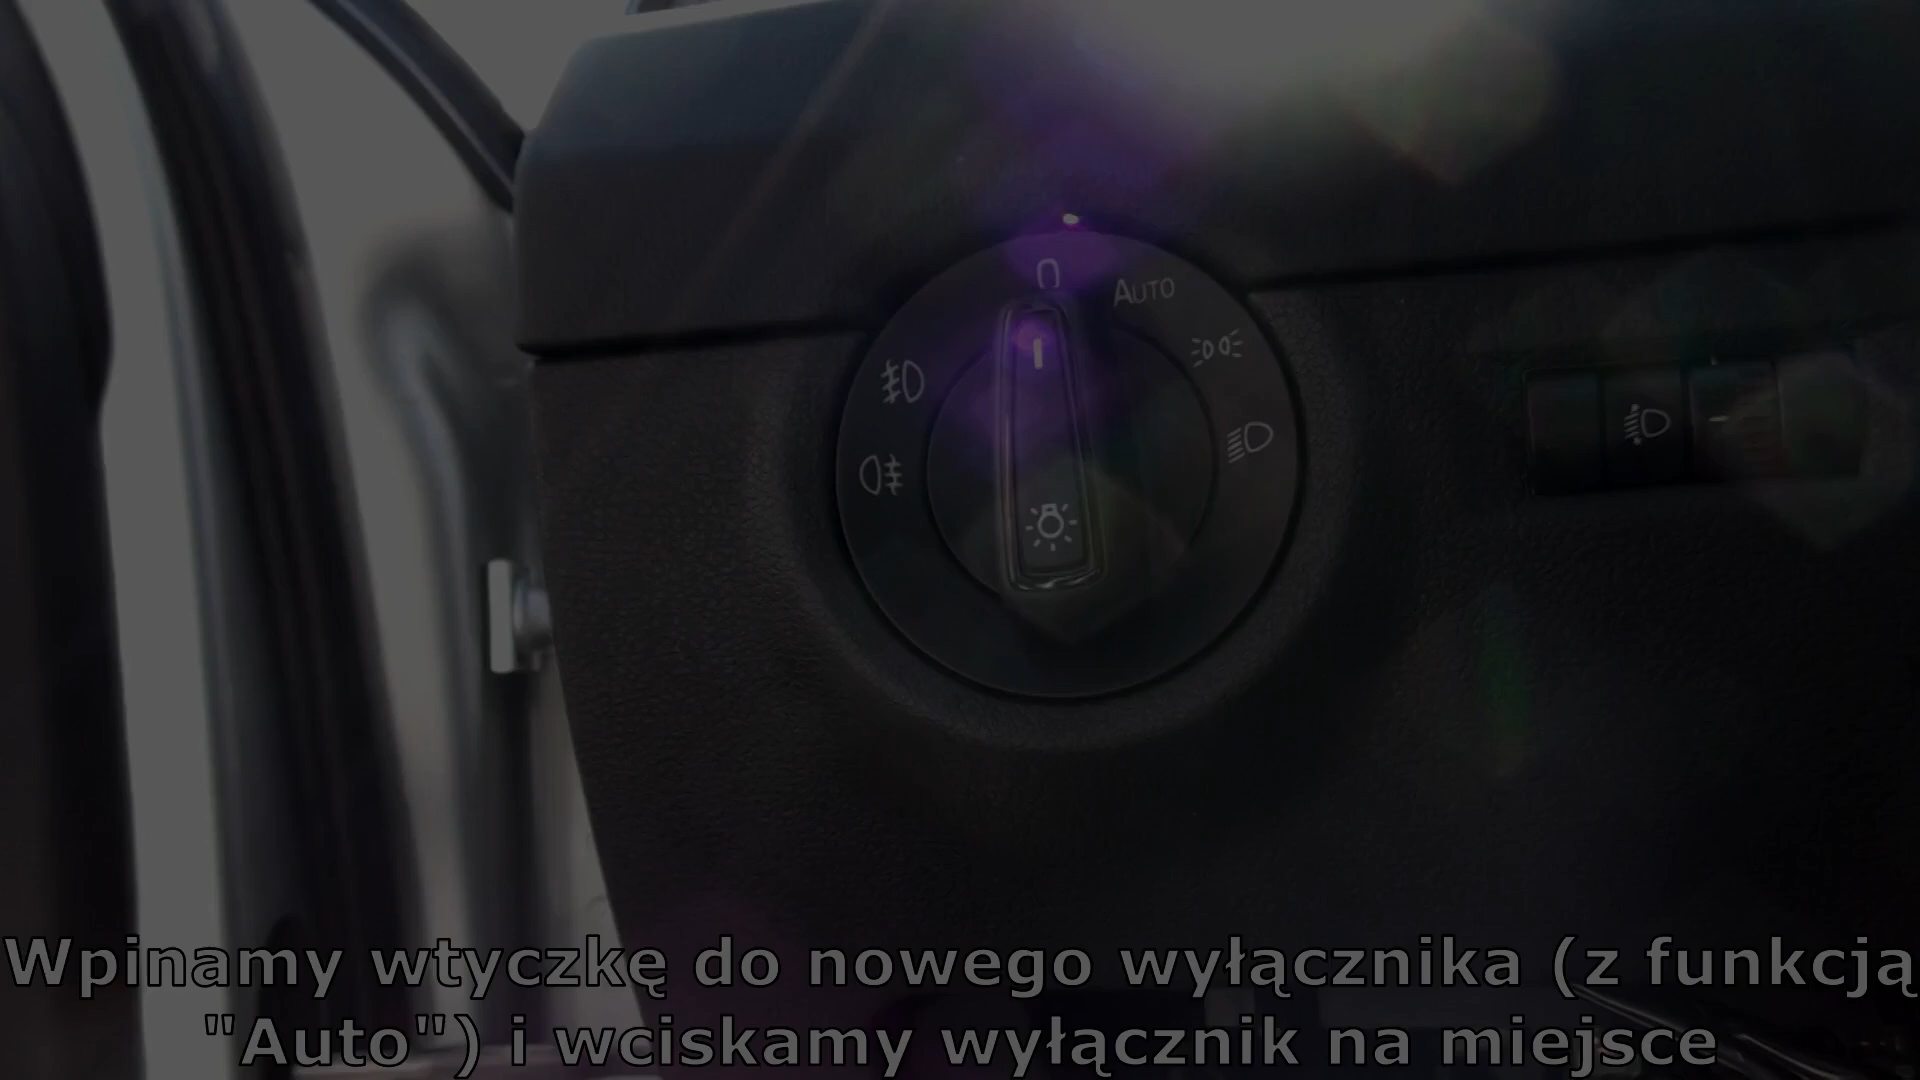 0
AUTO
Wpinamy wtyczkę do nowego wyłącznika (z funkcją
"Auto") i wciskamy wyłącznik na miejsce